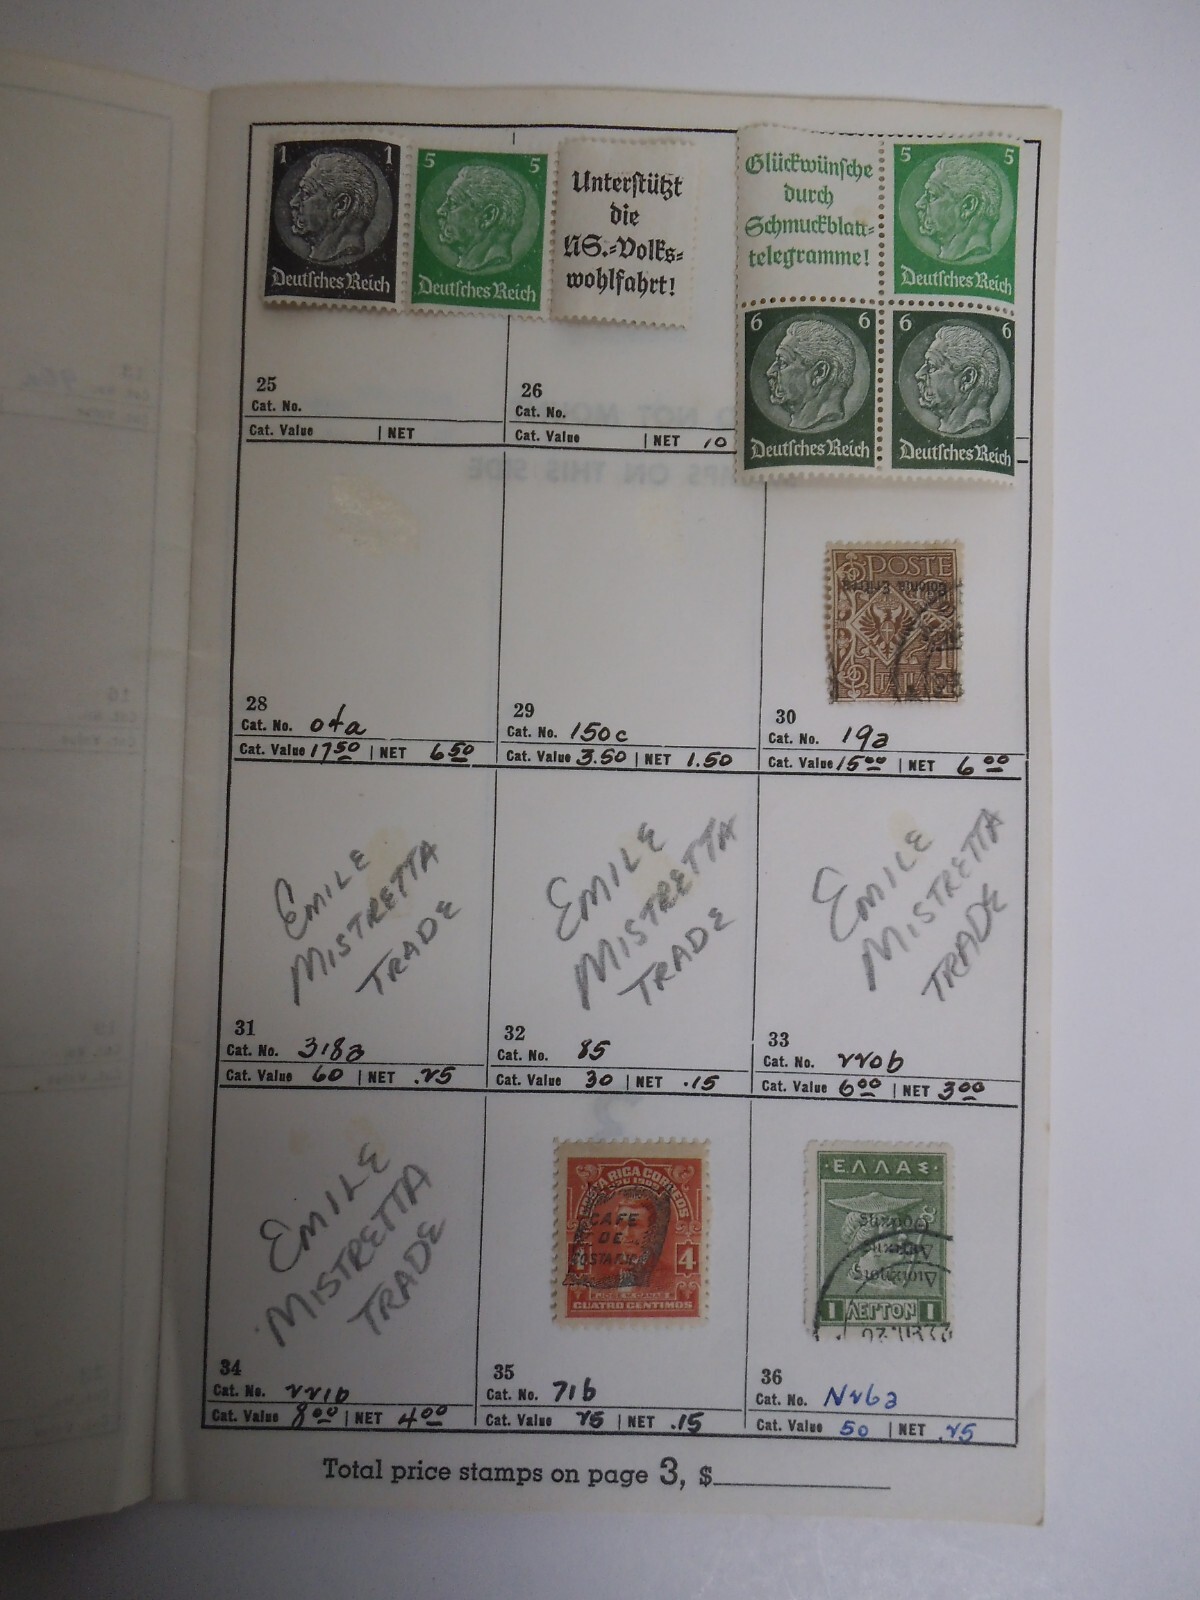 1 1
Deutsches Reich
5 5
Deutsches Reich
Unterstützt
die
NS.=Volks=
wohlfahrt!
Glückwünsche
durch
Schmuckblatt=
telegramme!
5 5
Deutsches Reich
6 6
Deutsches Reich
6 6
Deutsches Reich
25
Cat. No.
Cat. Value | NET
26
Cat. No.
Cat. Value | NET 10
POSTE
Colonia Eritrea
ITALIANE
28
Cat. No. 0fa
Cat. Value 17 50 | NET 6 50
29
Cat. No. 150c
Cat. Value 3.50 | NET 1.50
30
Cat. No. 19a
Cat. Value 15 00 | NET 6 00
EMILE
MISTRETTA
TRADE
31
Cat. No. 318a
Cat. Value 60 | NET .25
EMILE
MISTRETTA
TRADE
32
Cat. No. 85
Cat. Value 30 | NET .15
EMILE
MISTRETTA
TRADE
33
Cat. No. 220b
Cat. Value 6 00 | NET 3 00
EMILE
MISTRETTA
TRADE
34
Cat. No. 221b
Cat. Value 8 00 | NET 4 00
COSTA RICA CORREOS
CAFE
DE
COSTA RICA
4 4
CUATRO CENTIMOS
35
Cat. No. 71b
Cat. Value 25 | NET .15
ΕΛΛΑΣ
1 ΛΕΠΤΟΝ 1
36
Cat. No. N26a
Cat. Value 50 | NET .25
Total price stamps on page 3, $